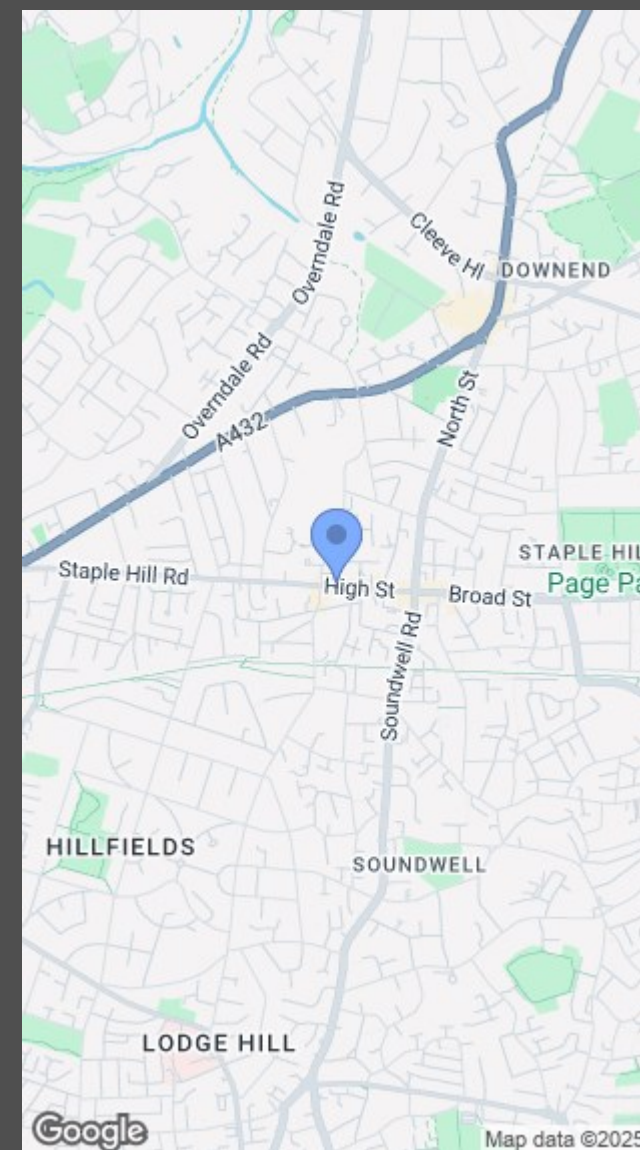 Overndale Rd
Cleeve Hl
DOWNEND
Overndale Rd
A432
North St
STAPLE HIL
Page Pa
Staple Hill Rd
High St
Broad St
Soundwell Rd
HILLFIELDS
SOUNDWELL
LODGE HILL
Google
Map data ©2025